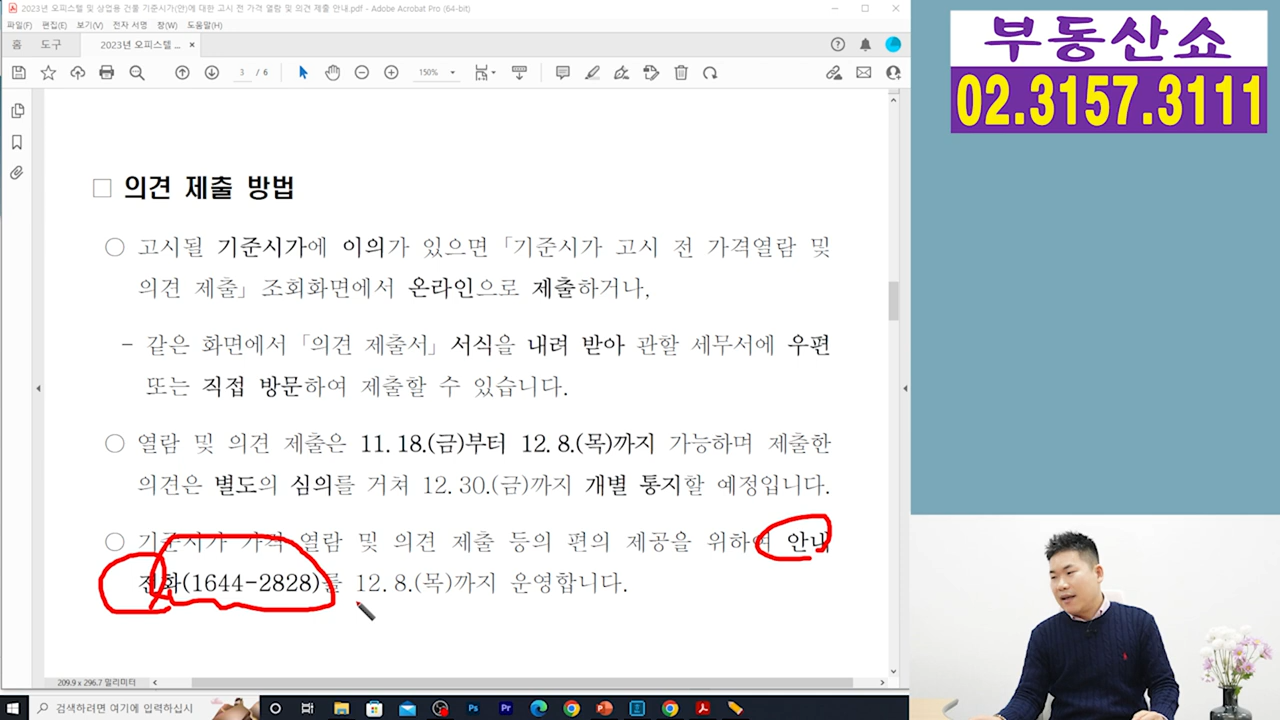 2023년 오피스텔 및 상업용 건물 기준시가(안)에 대한 고시 전 가격 열람 및 의견 제출 안내.pdf - Adobe Acrobat Pro (64-bit)
파일(F) 편집(E) 보기(V) 전자 서명 창(W) 도움말(H)
홈 도구 2023년 오피스텔 ... ×
3 / 6 150%
부동산쇼
02.3157.3111
□ 의견 제출 방법
○ 고시될 기준시가에 이의가 있으면 「기준시가 고시 전 가격열람 및
의견 제출」 조회화면에서 온라인으로 제출하거나,
- 같은 화면에서 「의견 제출서」 서식을 내려 받아 관할 세무서에 우편
또는 직접 방문하여 제출할 수 있습니다.
○ 열람 및 의견 제출은 11.18.(금)부터 12.8.(목)까지 가능하며 제출한
의견은 별도의 심의를 거쳐 12.30.(금)까지 개별 통지할 예정입니다.
○ 기준시가 가격 열람 및 의견 제출 등의 편의 제공을 위하여 안내
전화(1644-2828)를 12.8.(목)까지 운영합니다.
209.9 x 296.7 밀리미터
검색하려면 여기에 입력하십시